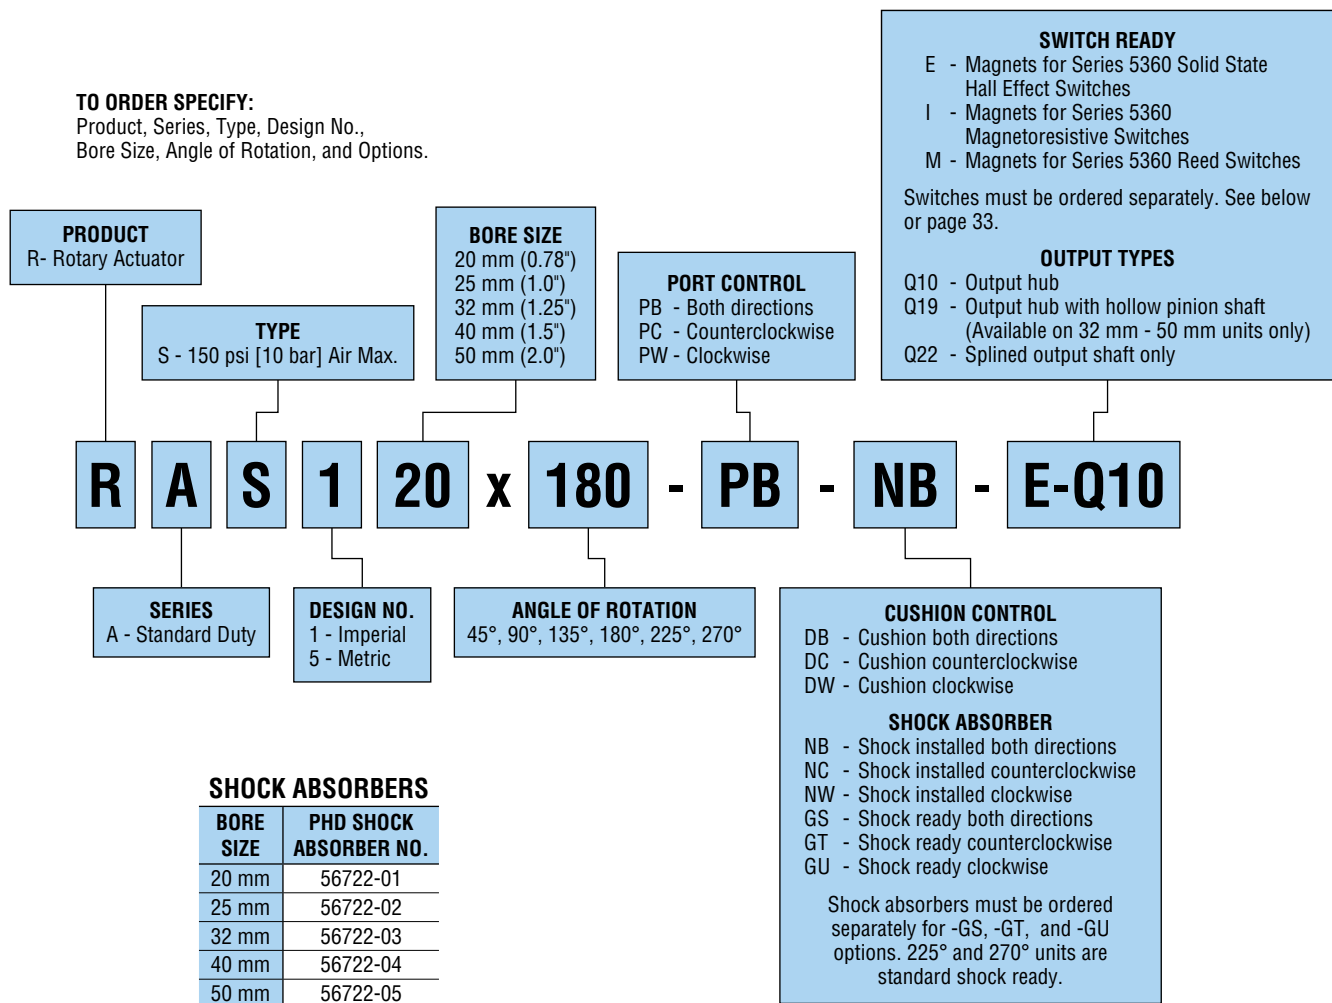 TO ORDER SPECIFY:
Product, Series, Type, Design No.,
Bore Size, Angle of Rotation, and Options.
PRODUCT
R- Rotary Actuator
TYPE
S - 150 psi [10 bar] Air Max.
BORE SIZE
20 mm (0.78")
25 mm (1.0")
32 mm (1.25")
40 mm (1.5")
50 mm (2.0")
PORT CONTROL
PB - Both directions
PC - Counterclockwise
PW - Clockwise
SWITCH READY
E - Magnets for Series 5360 Solid State
Hall Effect Switches
I - Magnets for Series 5360
Magnetoresistive Switches
M - Magnets for Series 5360 Reed Switches
Switches must be ordered separately. See below
or page 33.
OUTPUT TYPES
Q10 - Output hub
Q19 - Output hub with hollow pinion shaft
(Available on 32 mm - 50 mm units only)
Q22 - Splined output shaft only
R A S 1 20 x 180 - PB - NB - E-Q10
SERIES
A - Standard Duty
DESIGN NO.
1 - Imperial
5 - Metric
ANGLE OF ROTATION
45°, 90°, 135°, 180°, 225°, 270°
CUSHION CONTROL
DB - Cushion both directions
DC - Cushion counterclockwise
DW - Cushion clockwise
SHOCK ABSORBER
NB - Shock installed both directions
NC - Shock installed counterclockwise
NW - Shock installed clockwise
GS - Shock ready both directions
GT - Shock ready counterclockwise
GU - Shock ready clockwise
Shock absorbers must be ordered
separately for -GS, -GT, and -GU
options. 225° and 270° units are
standard shock ready.
SHOCK ABSORBERS
BORE SIZE PHD SHOCK ABSORBER NO.
20 mm 56722-01
25 mm 56722-02
32 mm 56722-03
40 mm 56722-04
50 mm 56722-05